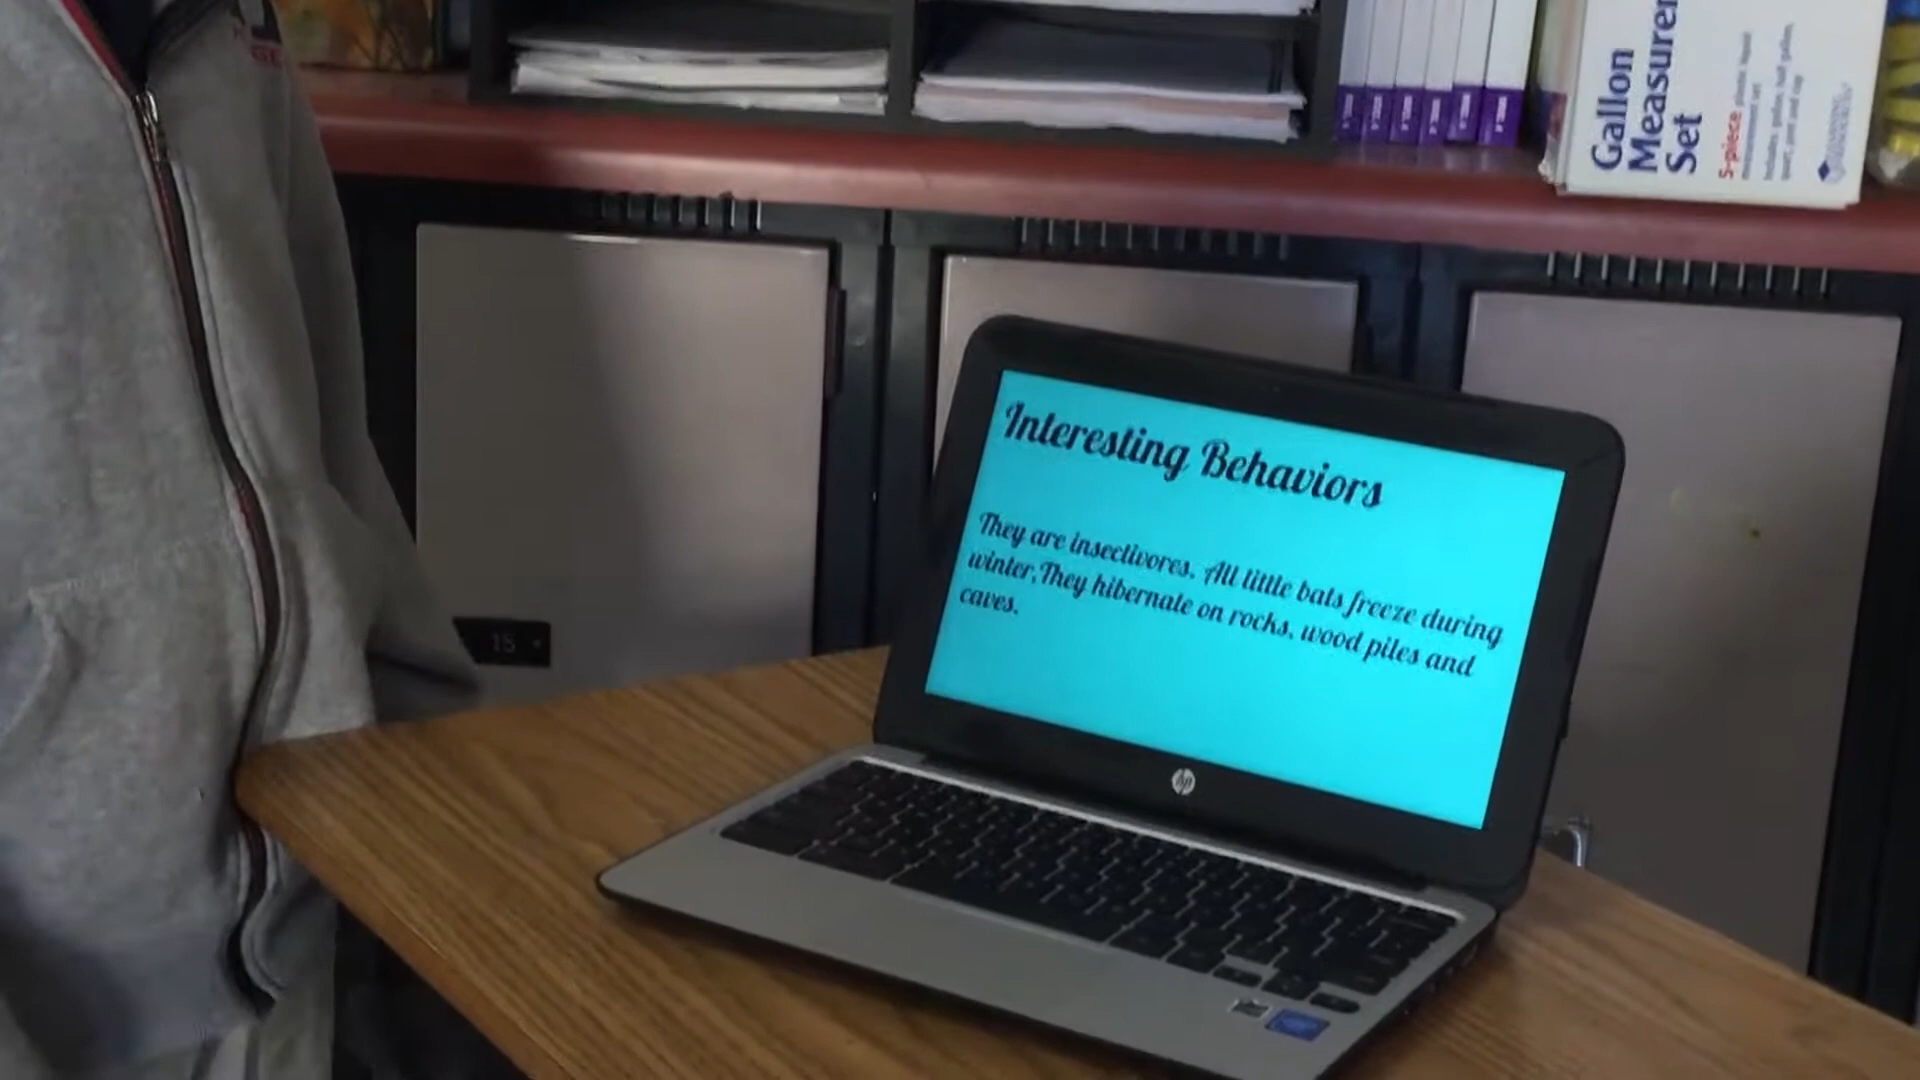 Gallon
Measurement
Set
5-piece
Interesting Behaviors
They are insectivores. All little bats freeze during
winter.They hibernate on rocks, wood piles and
caves.
15
hp